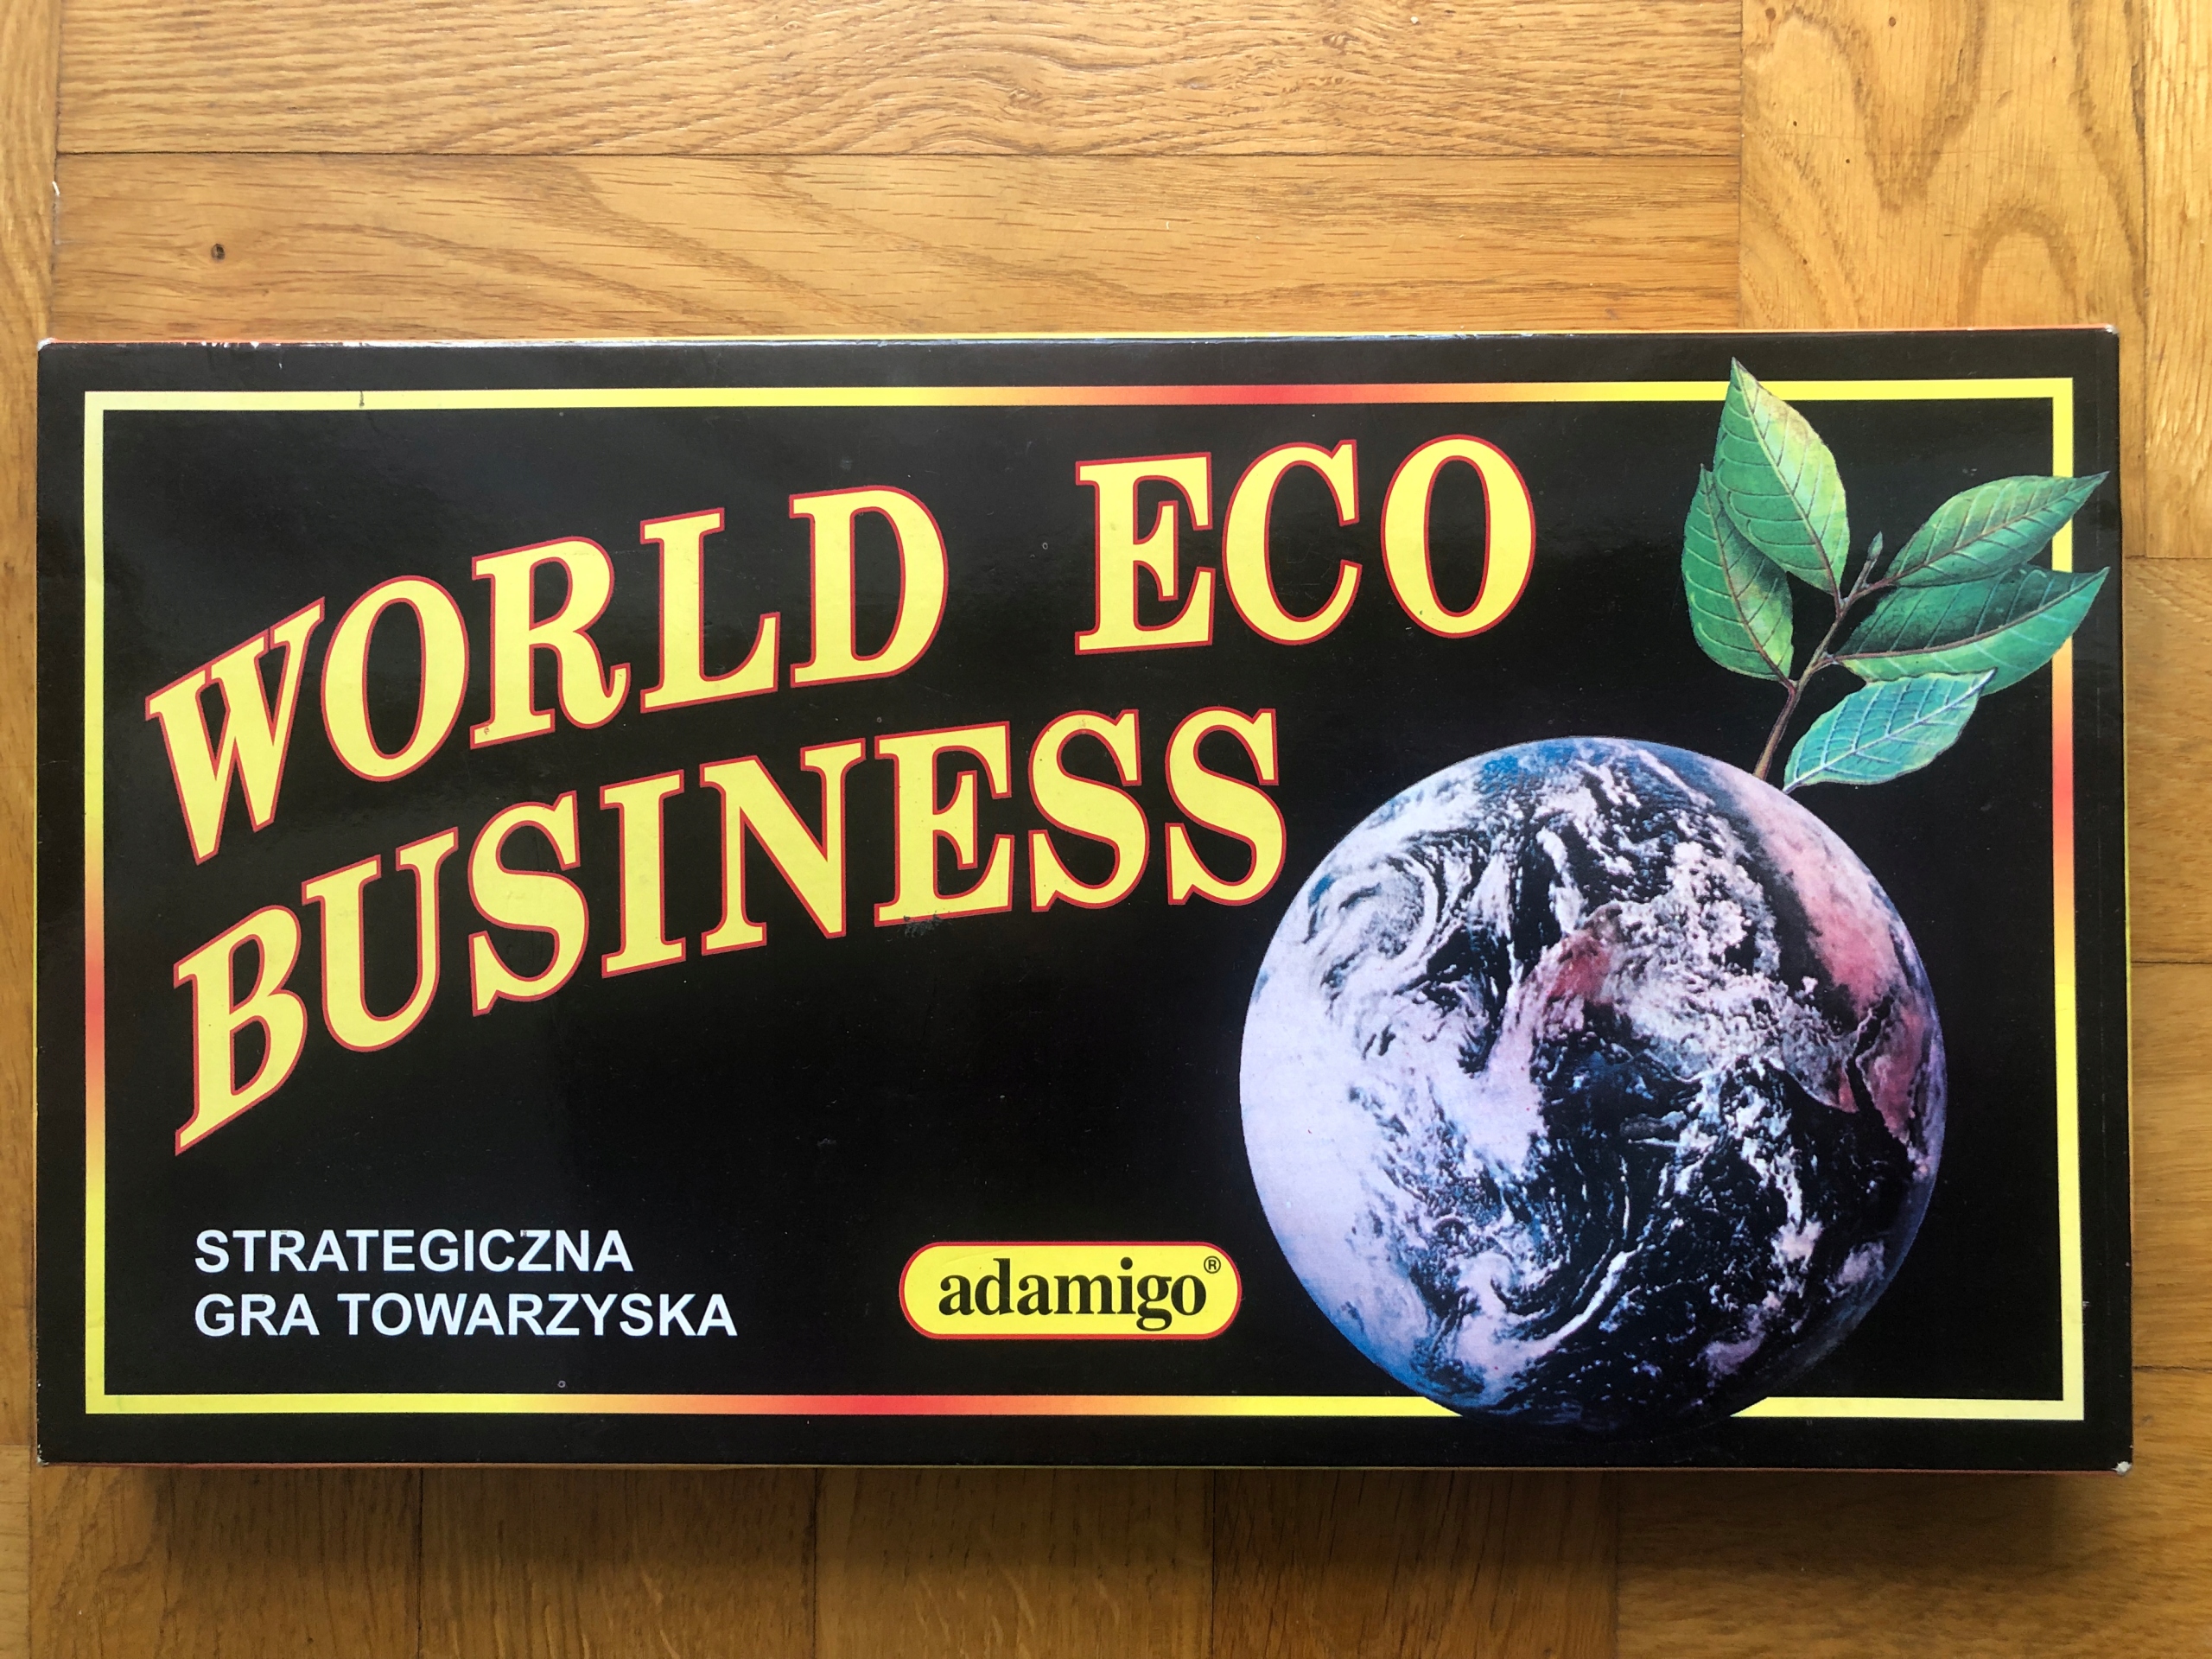 WORLD ECO
BUSINESS
STRATEGICZNA
GRA TOWARZYSKA
adamigo®